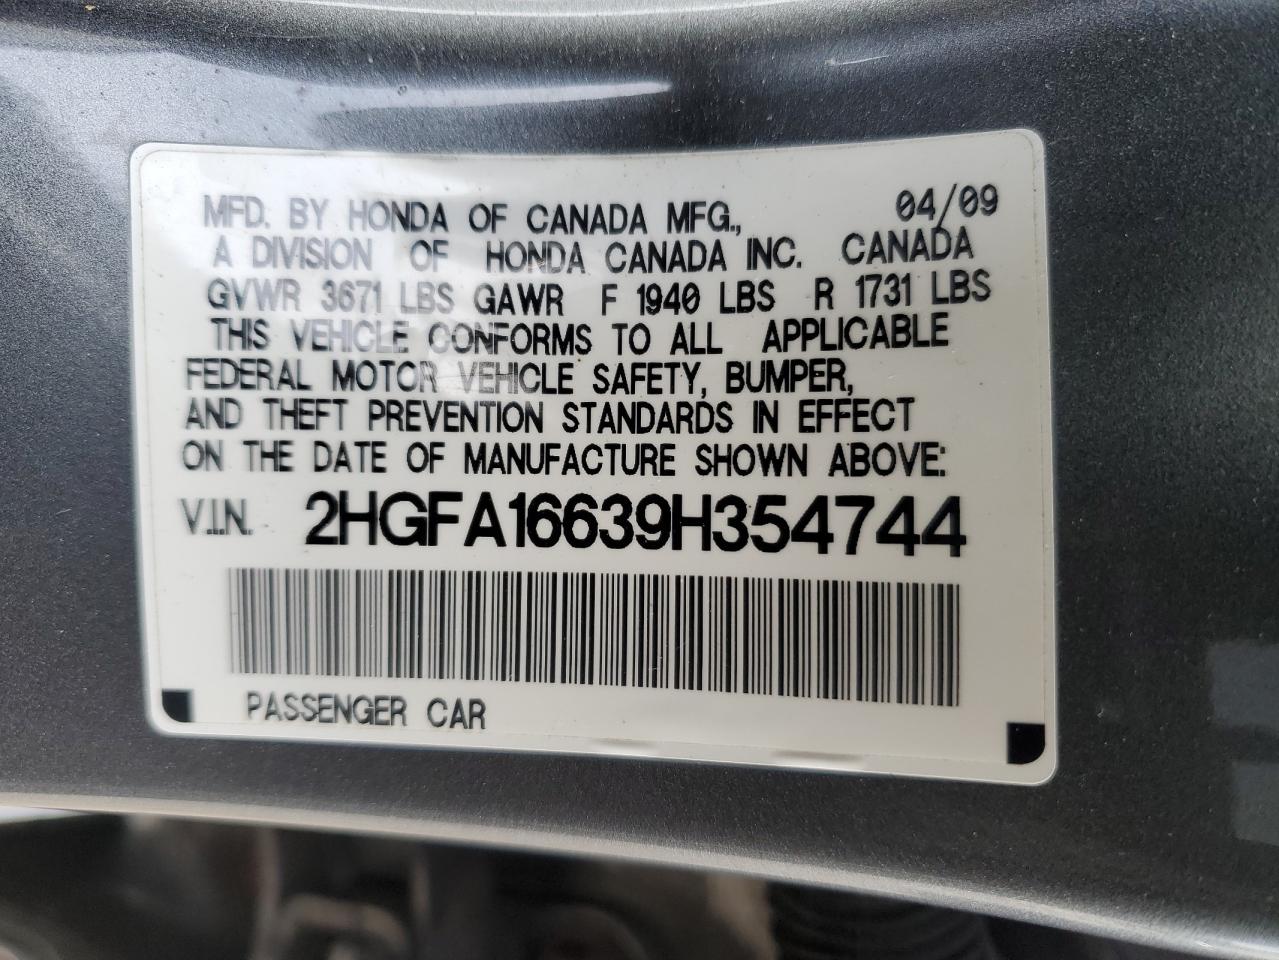 MFD. BY HONDA OF CANADA MFG., 04/09
A DIVISION OF HONDA CANADA INC. CANADA
GVWR 3671 LBS GAWR F 1940 LBS R 1731 LBS
THIS VEHICLE CONFORMS TO ALL APPLICABLE
FEDERAL MOTOR VEHICLE SAFETY, BUMPER,
AND THEFT PREVENTION STANDARDS IN EFFECT
ON THE DATE OF MANUFACTURE SHOWN ABOVE:
V.I.N. 2HGFA16639H354744
PASSENGER CAR